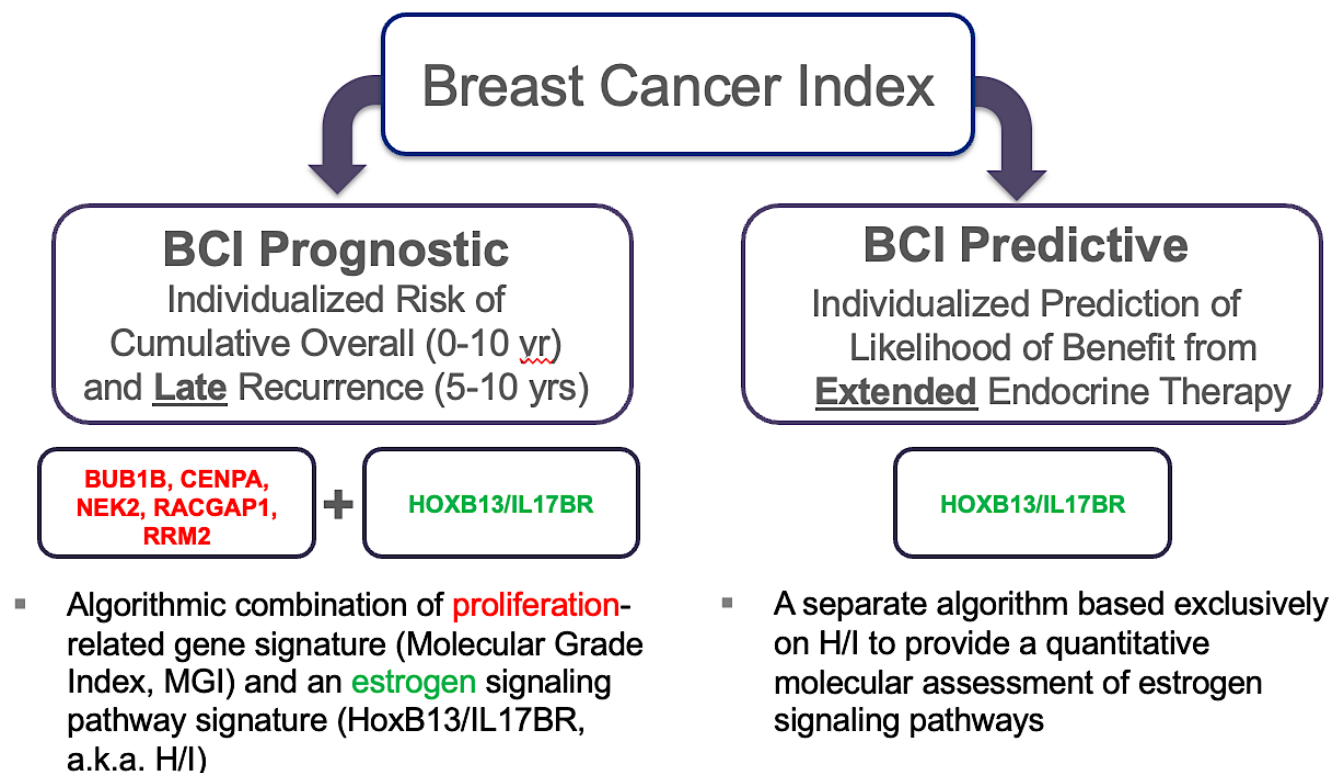 Breast Cancer Index
BCI Prognostic
Individualized Risk of
Cumulative Overall (0-10 yr)
and Late Recurrence (5-10 yrs)
BCI Predictive
Individualized Prediction of
Likelihood of Benefit from
Extended Endocrine Therapy
BUB1B, CENPA,
NEK2, RACGAP1,
RRM2
+
HOXB13/IL17BR
HOXB13/IL17BR
▪ Algorithmic combination of proliferation-
related gene signature (Molecular Grade
Index, MGI) and an estrogen signaling
pathway signature (HoxB13/IL17BR,
a.k.a. H/I)
▪ A separate algorithm based exclusively
on H/I to provide a quantitative
molecular assessment of estrogen
signaling pathways